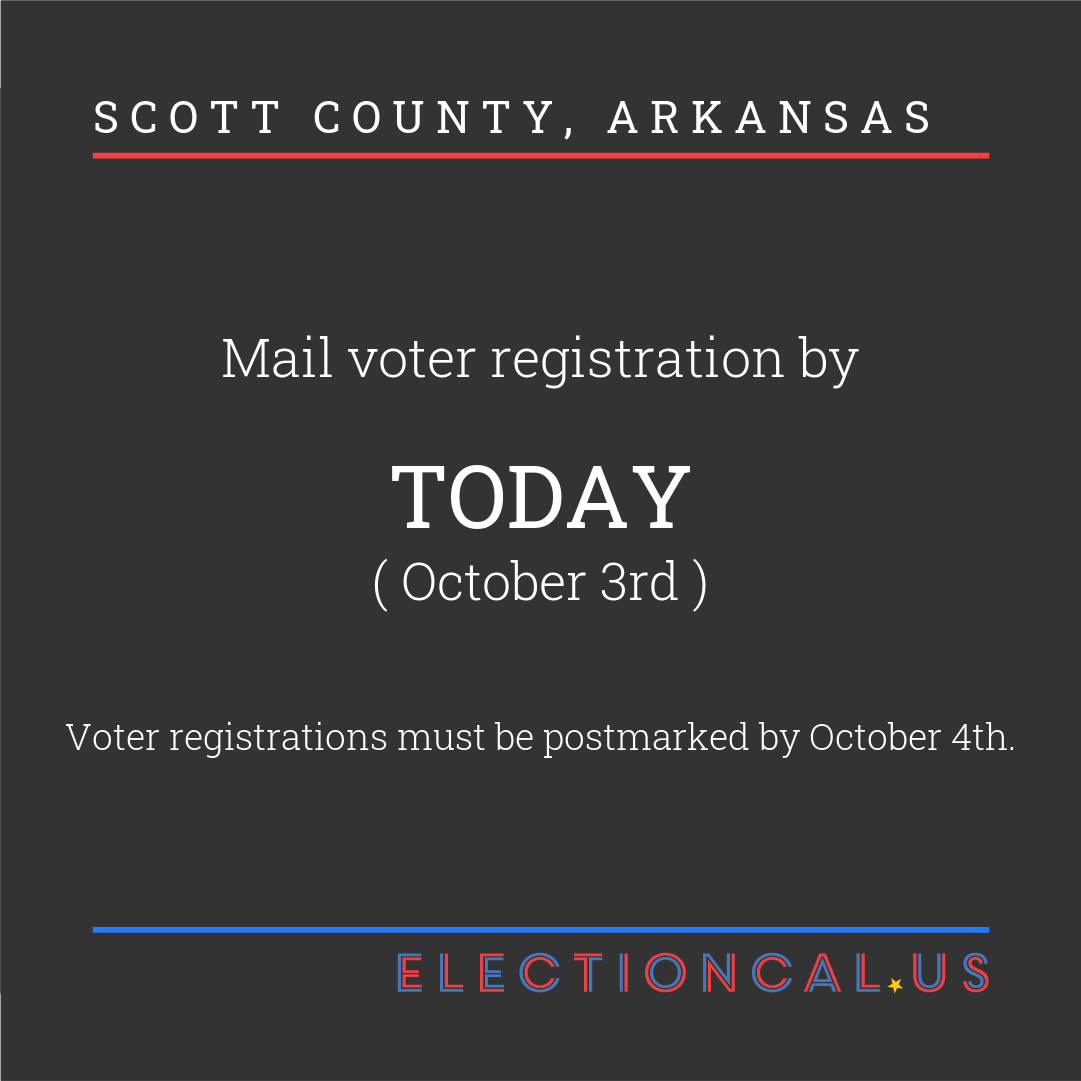 SCOTT COUNTY, ARKANSAS
Mail voter registration by
TODAY
( October 3rd )
Voter registrations must be postmarked by October 4th.
ELECTIONCAL.US